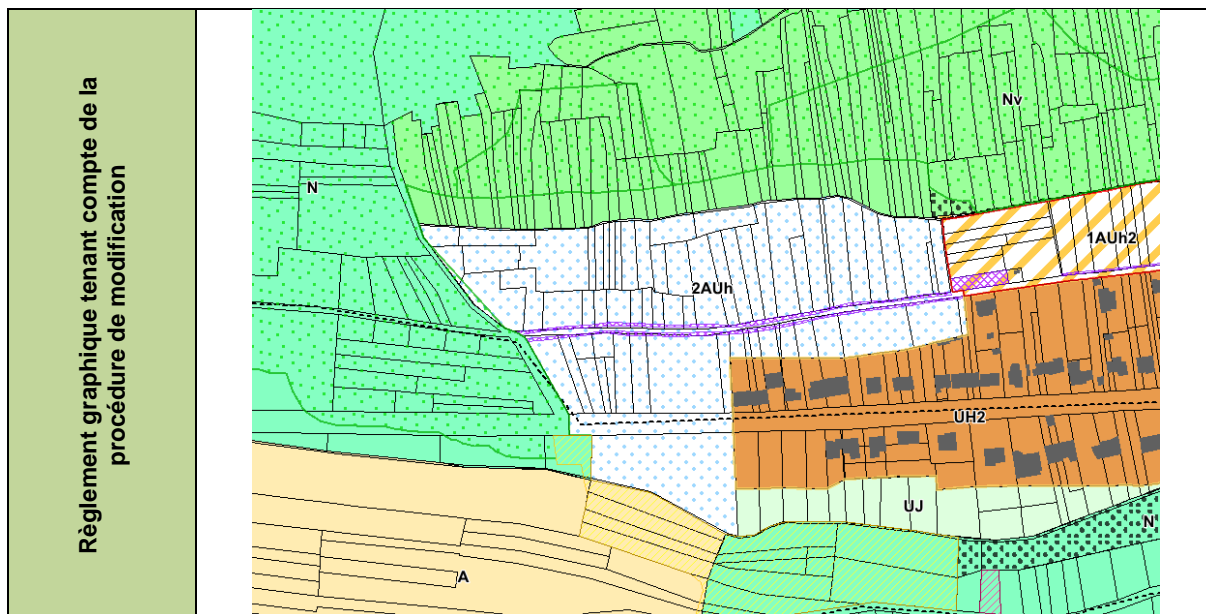 Règlement graphique tenant compte de la
procédure de modification
Nv
N
1AUh2
2AUh
UH2
UJ
N
A